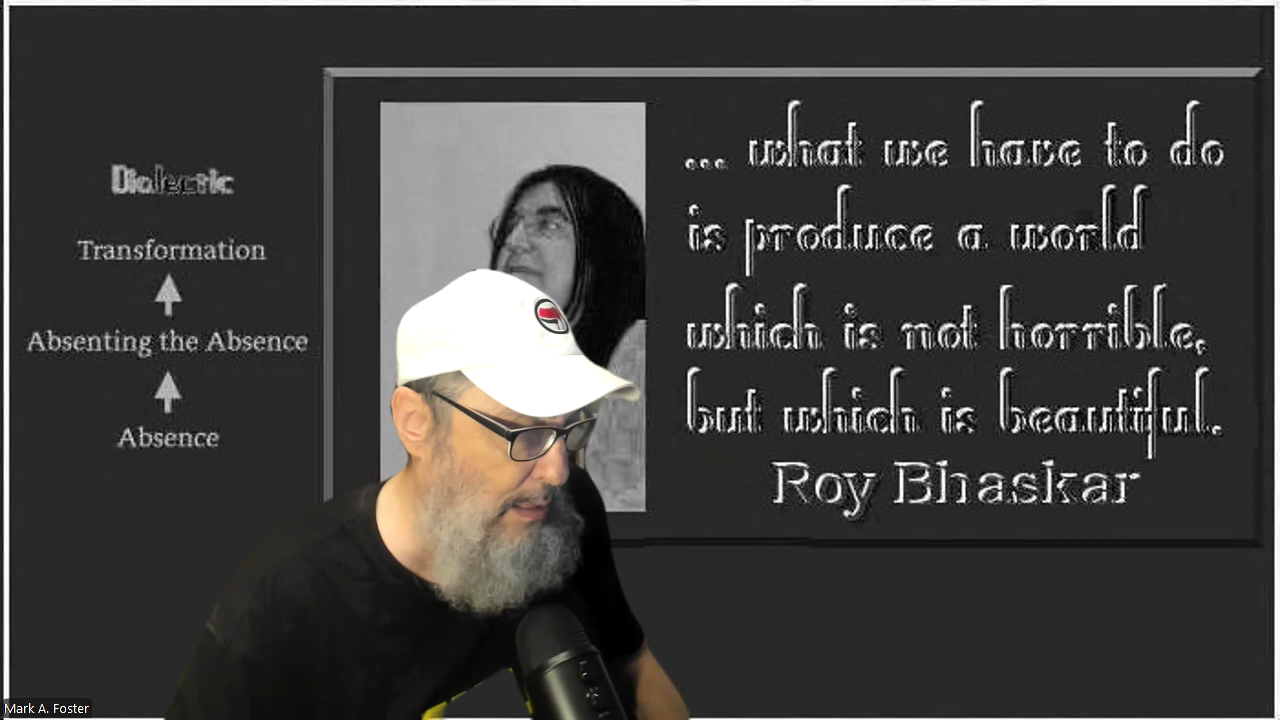 Dialectic
Transformation
Absenting the Absence
Absence
... what we have to do
is produce a world
which is not horrible,
but which is beautiful.
Roy Bhaskar
Mark A. Foster